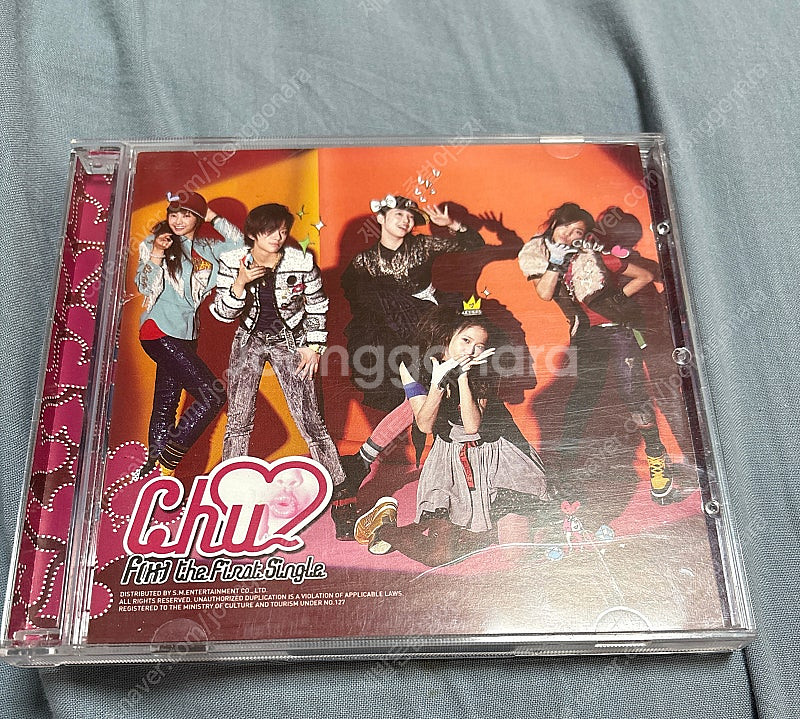 joonggonara
Chu
f(x) the First Single
DISTRIBUTED BY S.M.ENTERTAINMENT CO.,LTD.
ALL RIGHTS RESERVED. UNAUTHORIZED DUPLICATION IS A VIOLATION OF APPLICABLE LAWS.
REGISTERED TO THE MINISTRY OF CULTURE AND TOURISM UNDER NO.127